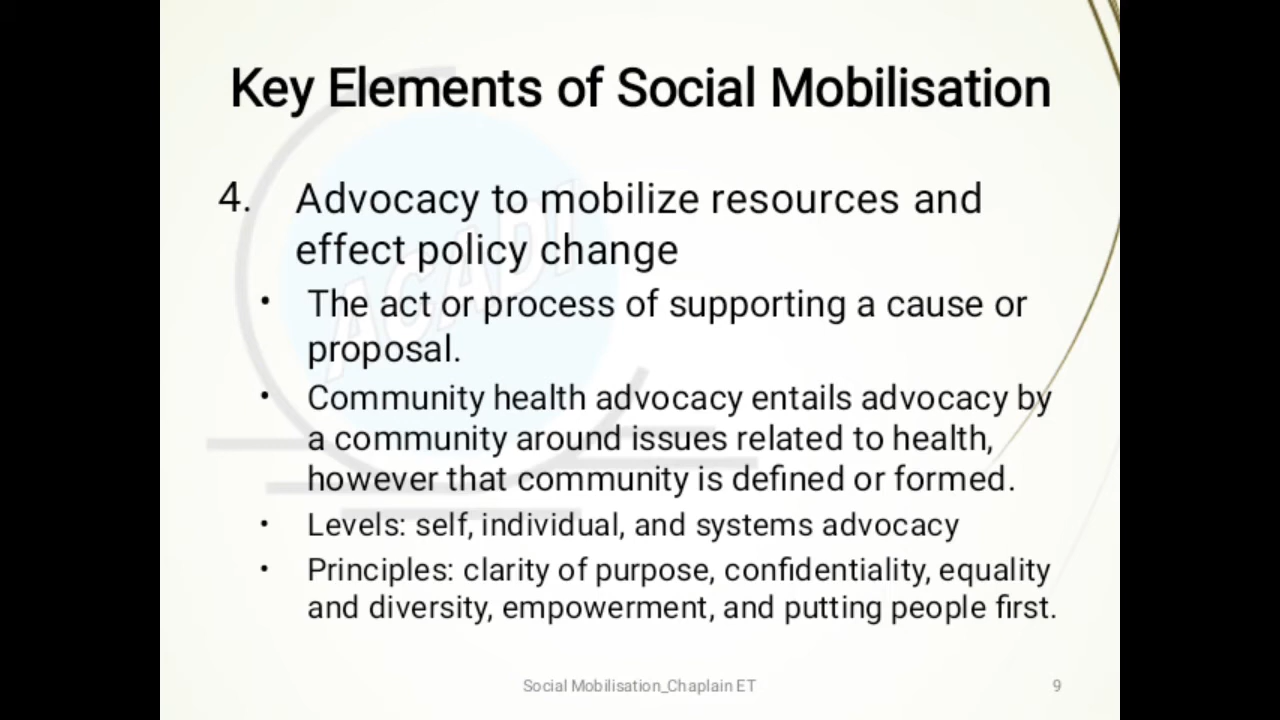 Key Elements of Social Mobilisation
4. Advocacy to mobilize resources and
effect policy change
• The act or process of supporting a cause or
proposal.
• Community health advocacy entails advocacy by
a community around issues related to health,
however that community is defined or formed.
• Levels: self, individual, and systems advocacy
• Principles: clarity of purpose, confidentiality, equality
and diversity, empowerment, and putting people first.
ACADI
Social Mobilisation_Chaplain ET 9